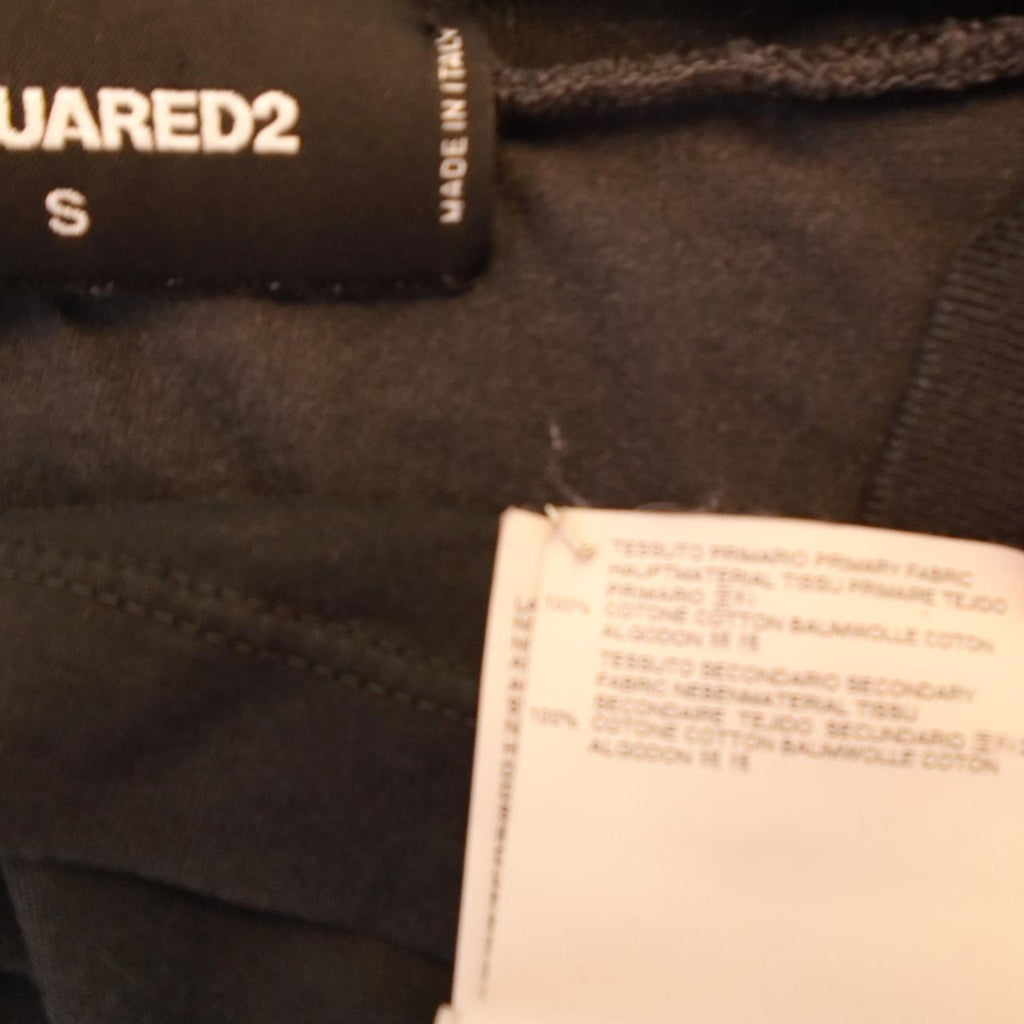 UARED2
S
MADE IN ITALY
TESSUTO PRIMARIO PRIMARY FABRIC
HAUPTMATERIAL TISSU PRIMAIRE TEJIDO
PRIMARIO
100% COTONE COTTON BAUMWOLLE COTON
ALGODON
TESSUTO SECONDARIO SECONDARY
FABRIC NEBENMATERIAL TISSU
SECONDAIRE TEJIDO SECUNDARIO
100% COTONE COTTON BAUMWOLLE COTON
ALGODON